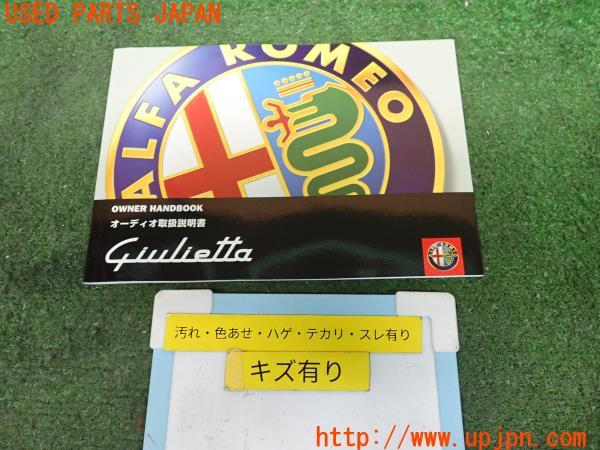 USED PARTS JAPAN
ALFA ROMEO
OWNER HANDBOOK
オーディオ取扱説明書
Giulietta
ALFA ROMEO
汚れ・色あせ・ハゲ・テカリ・スレ有り
キズ有り
http://www.upjpn.com